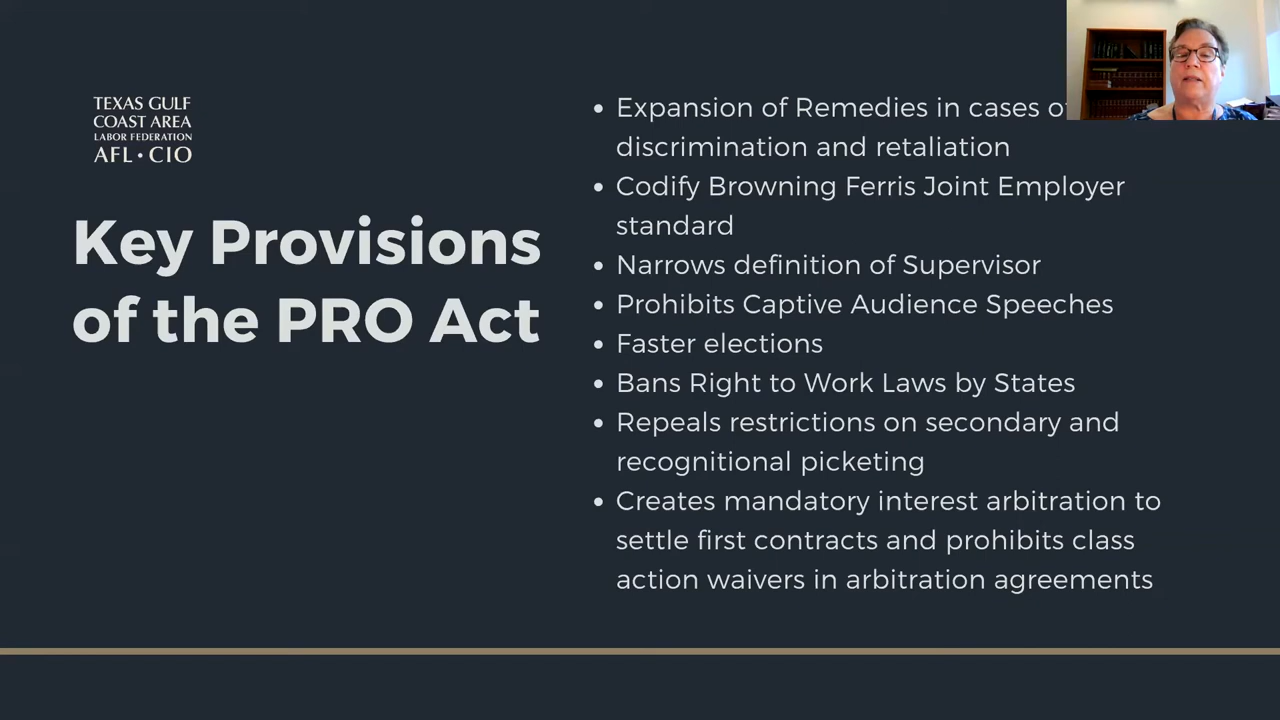 TEXAS GULF
COAST AREA
LABOR FEDERATION
AFL • CIO
Key Provisions
of the PRO Act
• Expansion of Remedies in cases of
discrimination and retaliation
• Codify Browning Ferris Joint Employer
standard
• Narrows definition of Supervisor
• Prohibits Captive Audience Speeches
• Faster elections
• Bans Right to Work Laws by States
• Repeals restrictions on secondary and
recognitional picketing
• Creates mandatory interest arbitration to
settle first contracts and prohibits class
action waivers in arbitration agreements